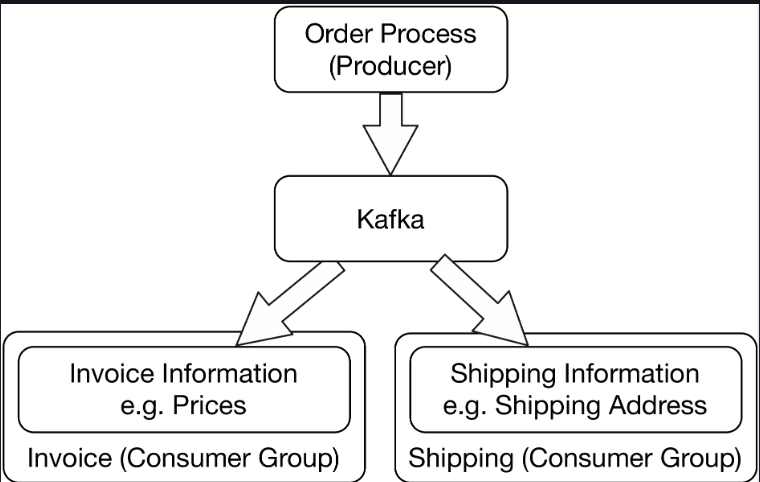 Order Process
(Producer)
Kafka
Invoice Information
e.g. Prices
Invoice (Consumer Group)
Shipping Information
e.g. Shipping Address
Shipping (Consumer Group)